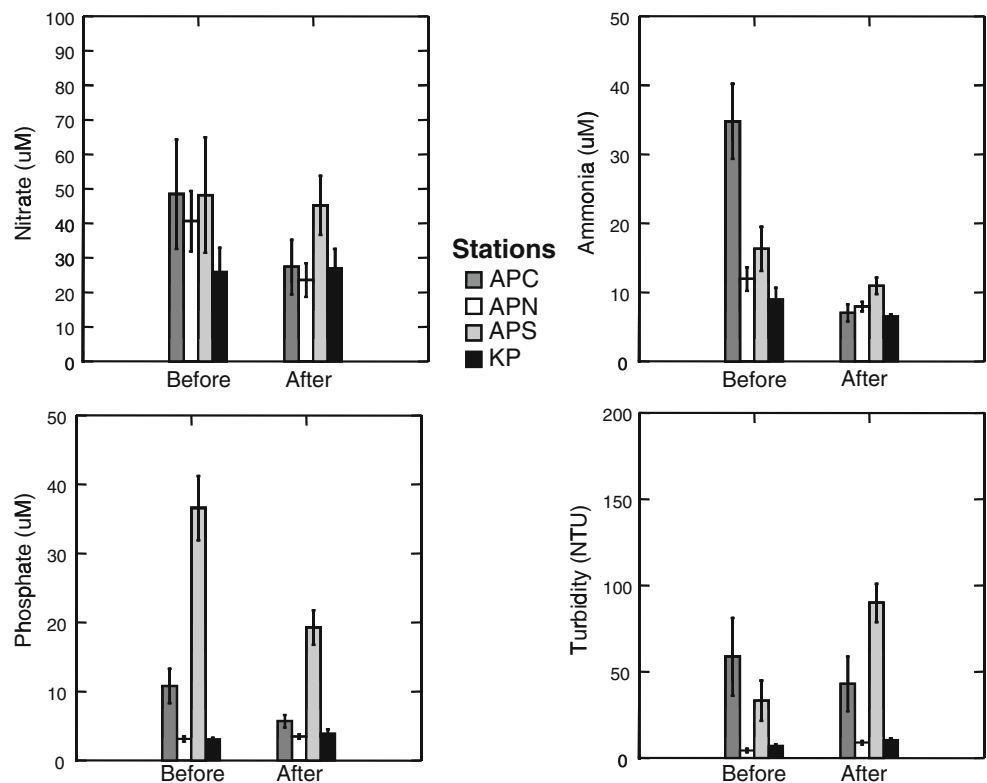 Nitrate (uM)
100
90
80
70
60
50
40
30
20
10
0
Before After
Stations
APC
APN
APS
KP
Ammonia (uM)
50
40
30
20
10
0
Before After
Phosphate (uM)
50
40
30
20
10
0
Before After
Turbidity (NTU)
200
150
100
50
0
Before After